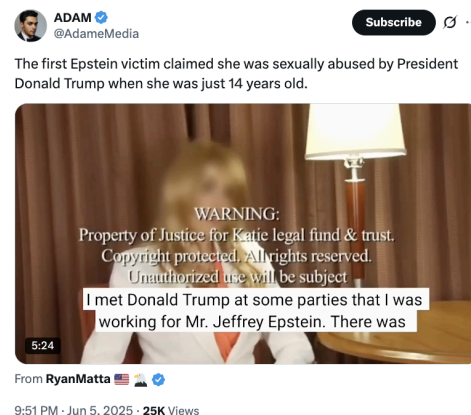 ADAM
@AdameMedia
Subscribe
The first Epstein victim claimed she was sexually abused by President
Donald Trump when she was just 14 years old.
WARNING:
Property of Justice for Katie legal fund & trust.
Copyright protected. All rights reserved.
Unauthorized use will be subject
I met Donald Trump at some parties that I was
working for Mr. Jeffrey Epstein. There was
5:24
From RyanMatta
9:51 PM · Jun 5, 2025 · 25K Views